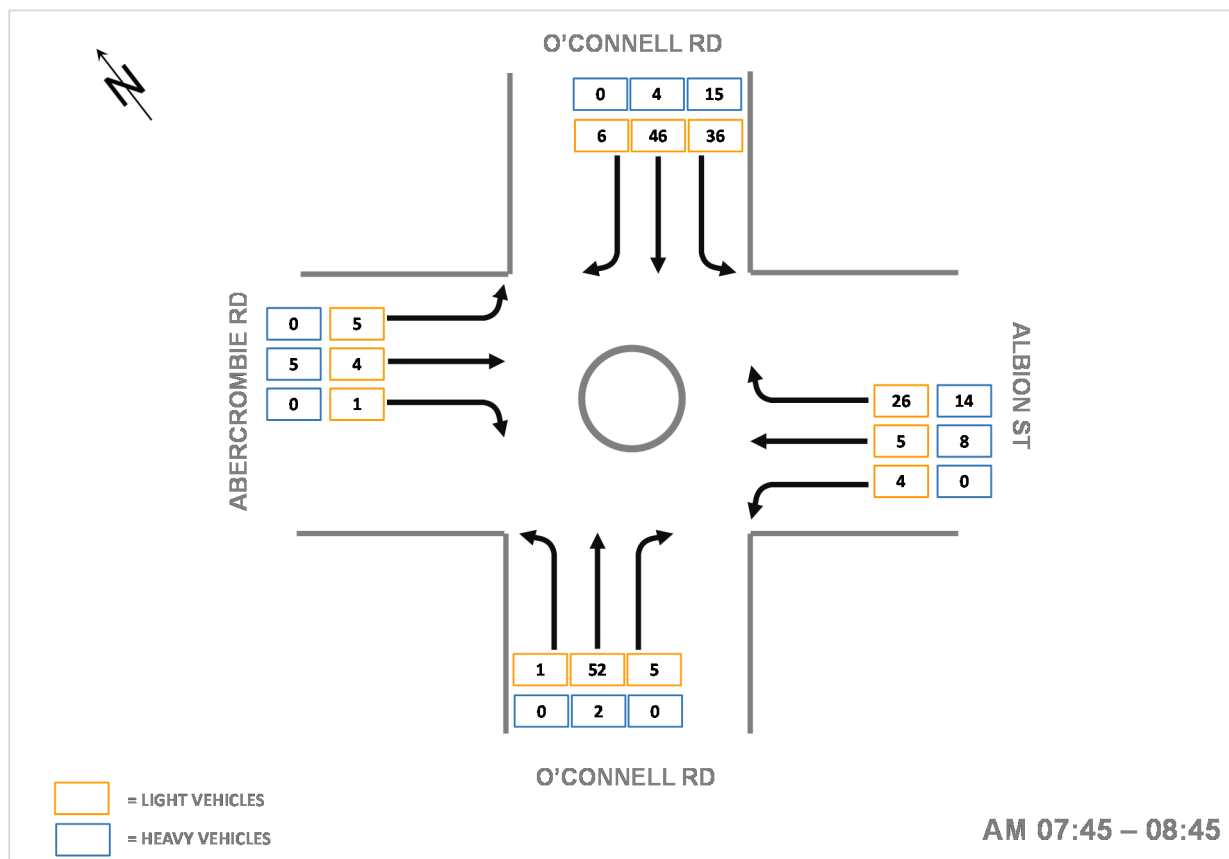 O'CONNELL RD
N
0 4 15
6 46 36
ABERCROMBIE RD
0 5
5 4
0 1
ALBION ST
26 14
5 8
4 0
1 52 5
0 2 0
O'CONNELL RD
= LIGHT VEHICLES
= HEAVY VEHICLES
AM 07:45 – 08:45